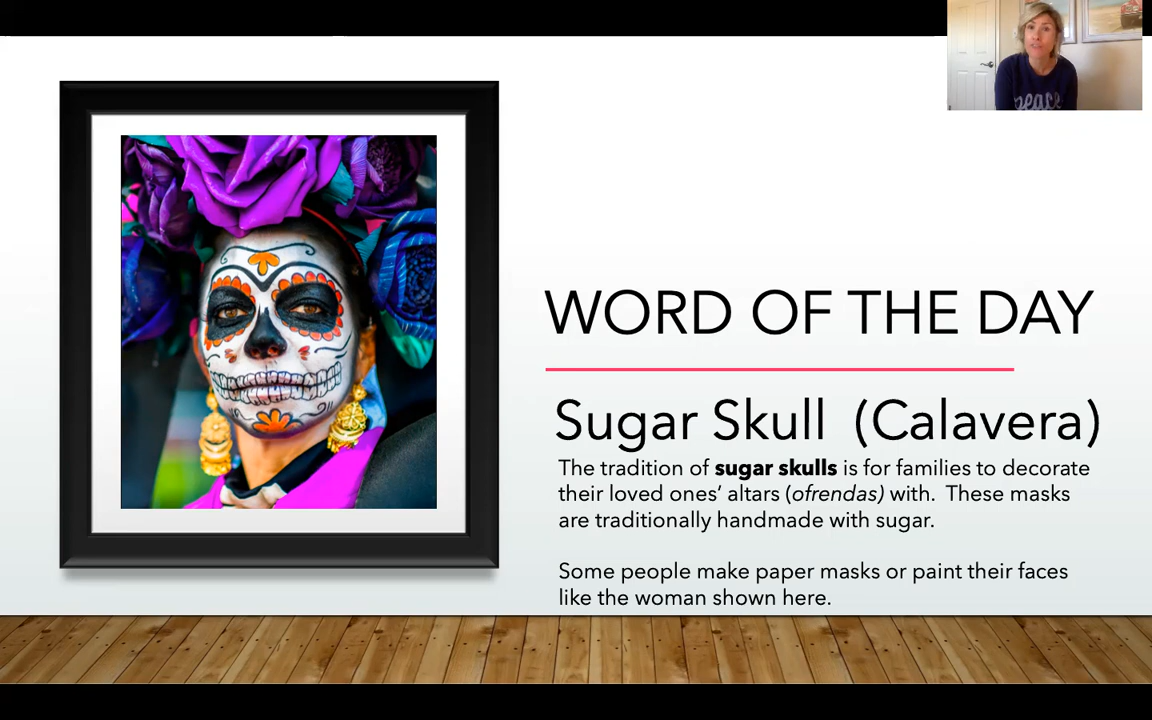 peace
WORD OF THE DAY
Sugar Skull (Calavera)
The tradition of sugar skulls is for families to decorate
their loved ones’ altars (ofrendas) with. These masks
are traditionally handmade with sugar.
Some people make paper masks or paint their faces
like the woman shown here.